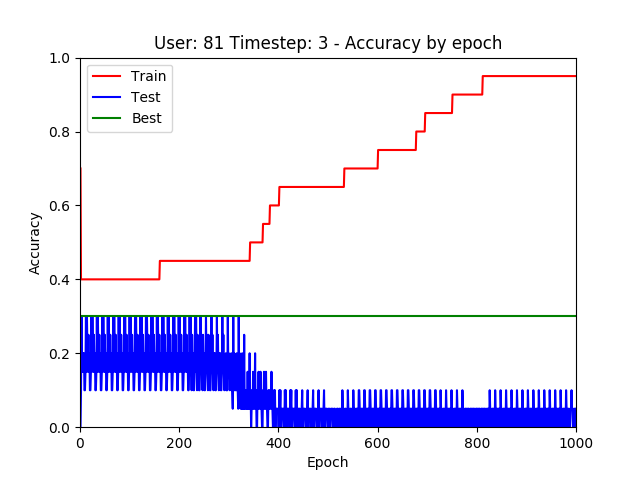 User: 81 Timestep: 3 - Accuracy by epoch
Train
Test
Best
Accuracy
1.0
0.8
0.6
0.4
0.2
0.0
0 200 400 600 800 1000
Epoch